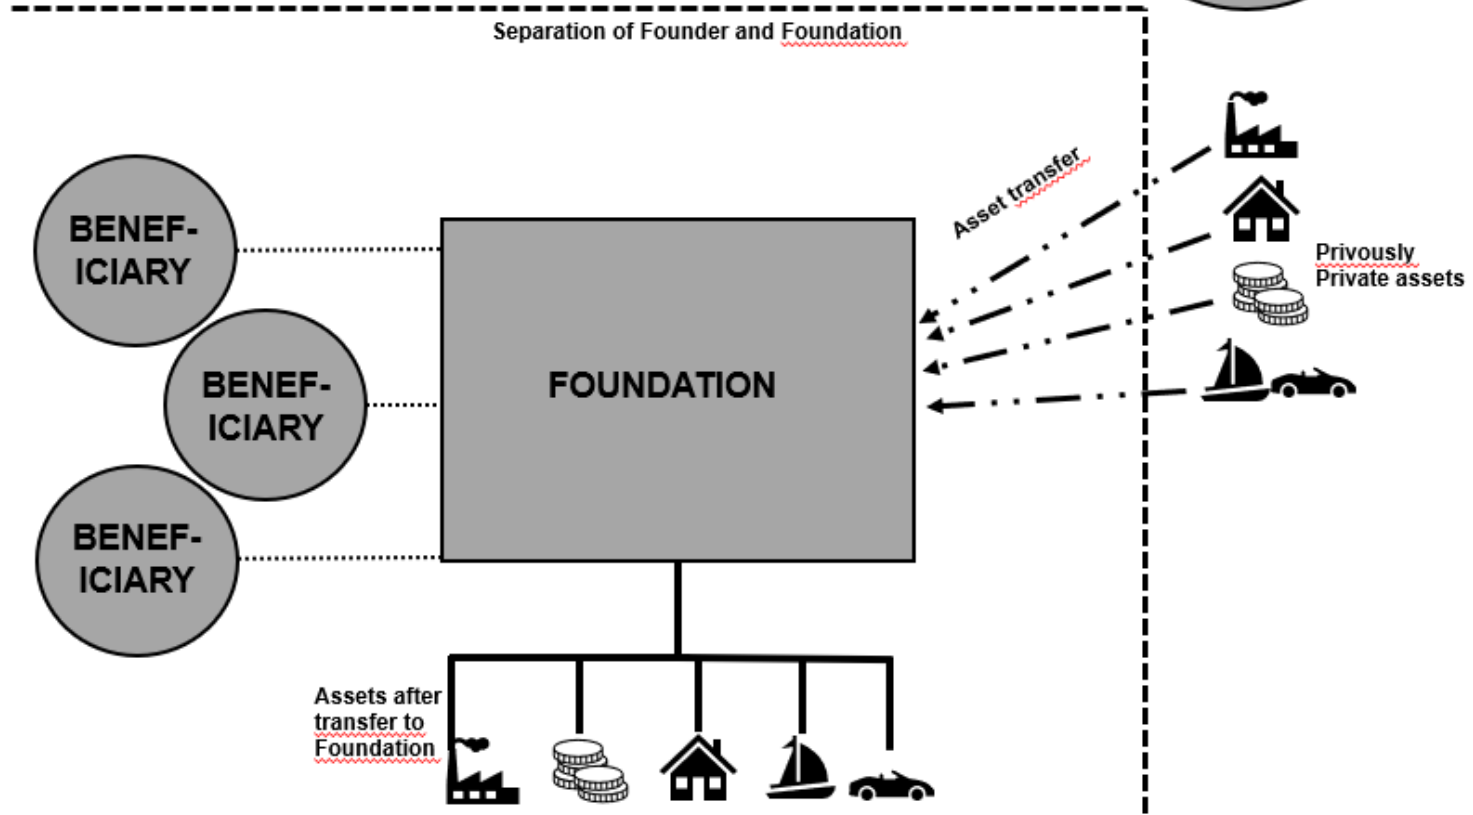 Separation of Founder and Foundation
Asset transfer
Privously
Private assets
BENEF-
ICIARY
BENEF-
ICIARY
BENEF-
ICIARY
FOUNDATION
Assets after
transfer to
Foundation